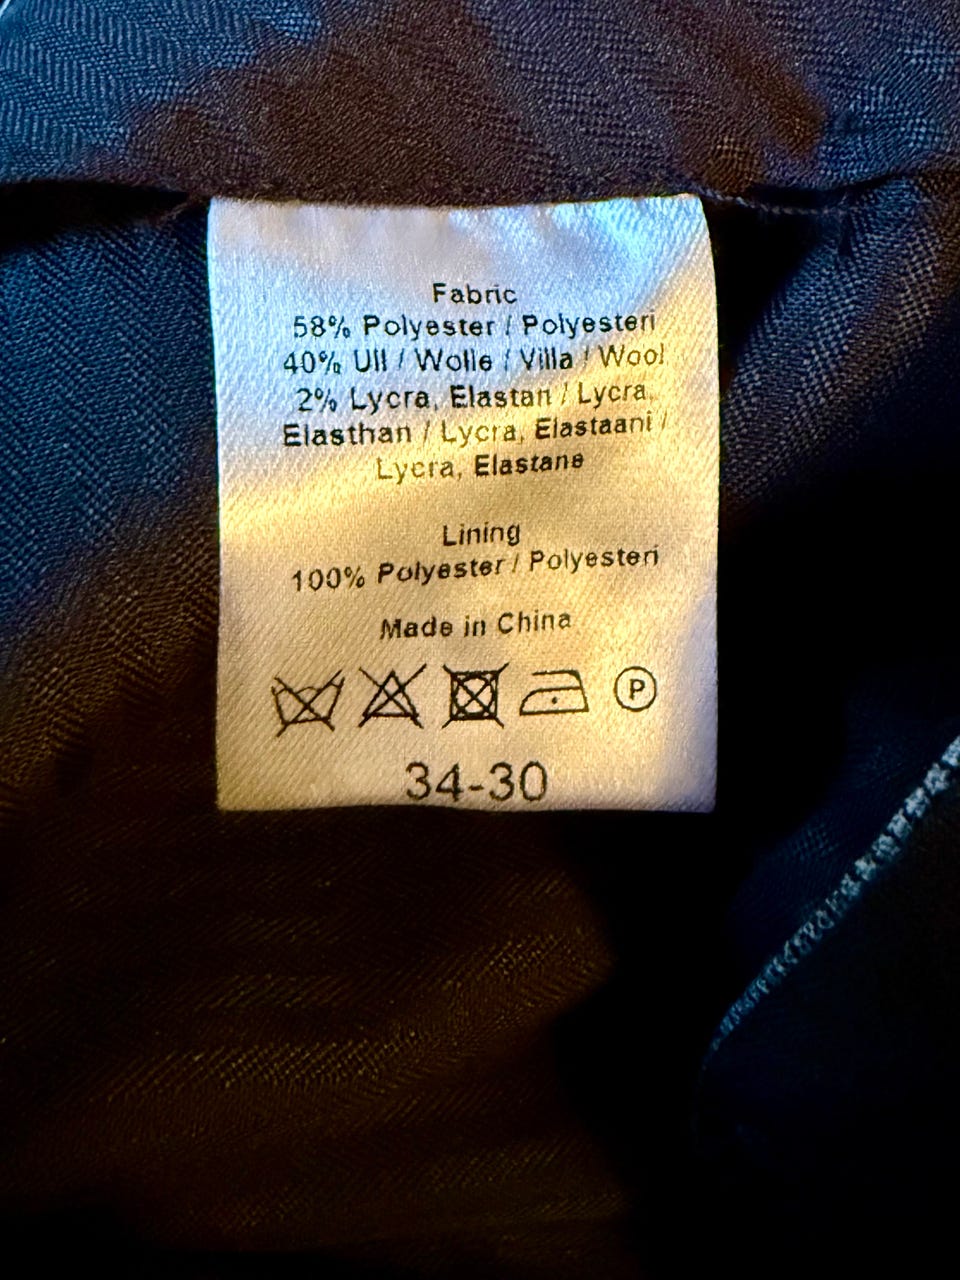 Fabric
58% Polyester / Polyesteri
40% Ull / Wolle / Villa / Wool
2% Lycra, Elastan / Lycra,
Elasthan / Lycra, Elastaani /
Lycra, Elastane
Lining
100% Polyester / Polyesteri
Made in China
P
34-30